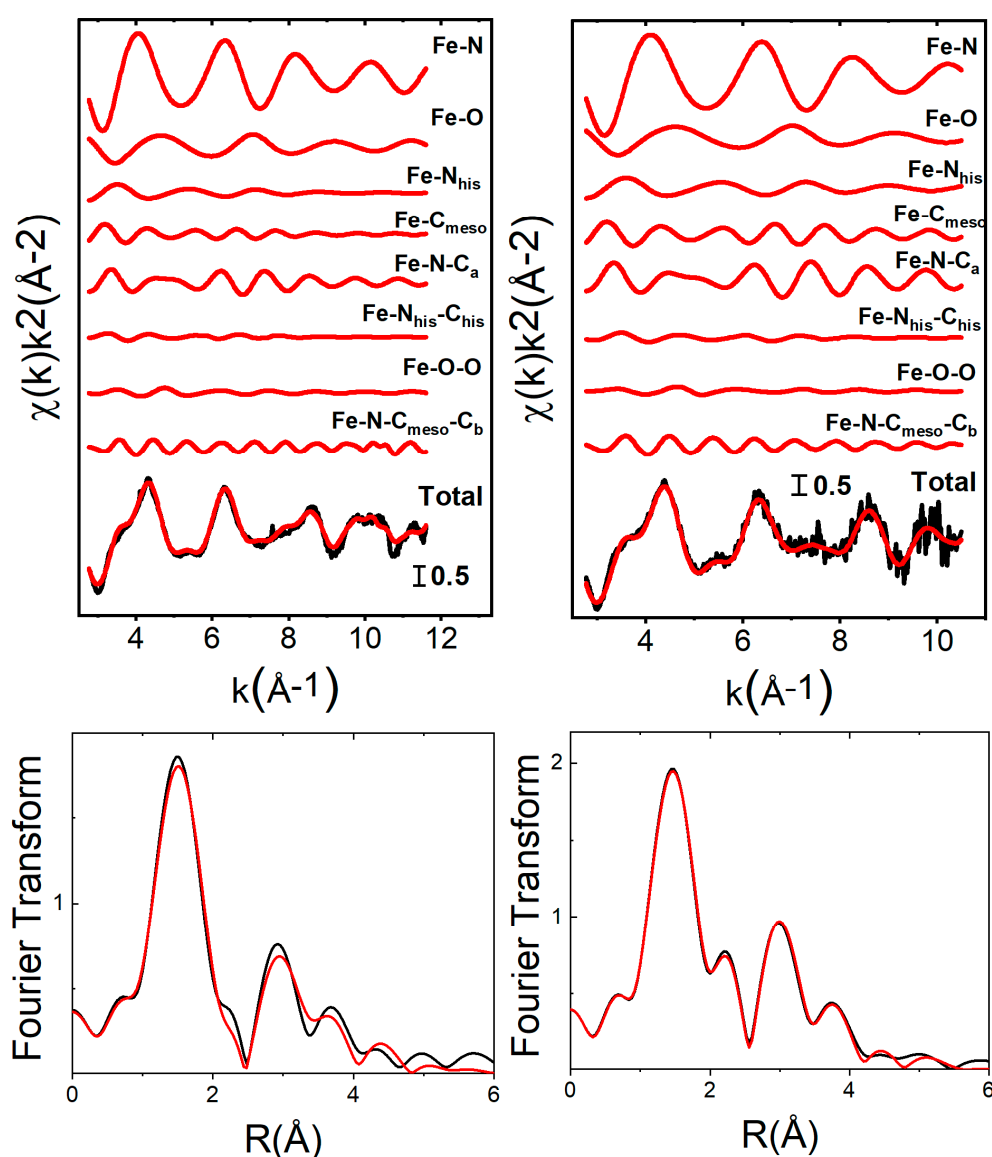 Fe-N
Fe-O
Fe-Nhis
Fe-Cmeso
Fe-N-Ca
Fe-Nhis-Chis
Fe-O-O
Fe-N-Cmeso-Cb
Total
0.5
χ(k)k2(Å-2)
4 6 8 10 12
k(Å-1)
Fe-N
Fe-O
Fe-Nhis
Fe-Cmeso
Fe-N-Ca
Fe-Nhis-Chis
Fe-O-O
Fe-N-Cmeso-Cb
0.5 Total
χ(k)k2(Å-2)
4 6 8 10
k(Å-1)
Fourier Transform
1
0 2 4 6
R(Å)
Fourier Transform
2
1
0 2 4 6
R(Å)